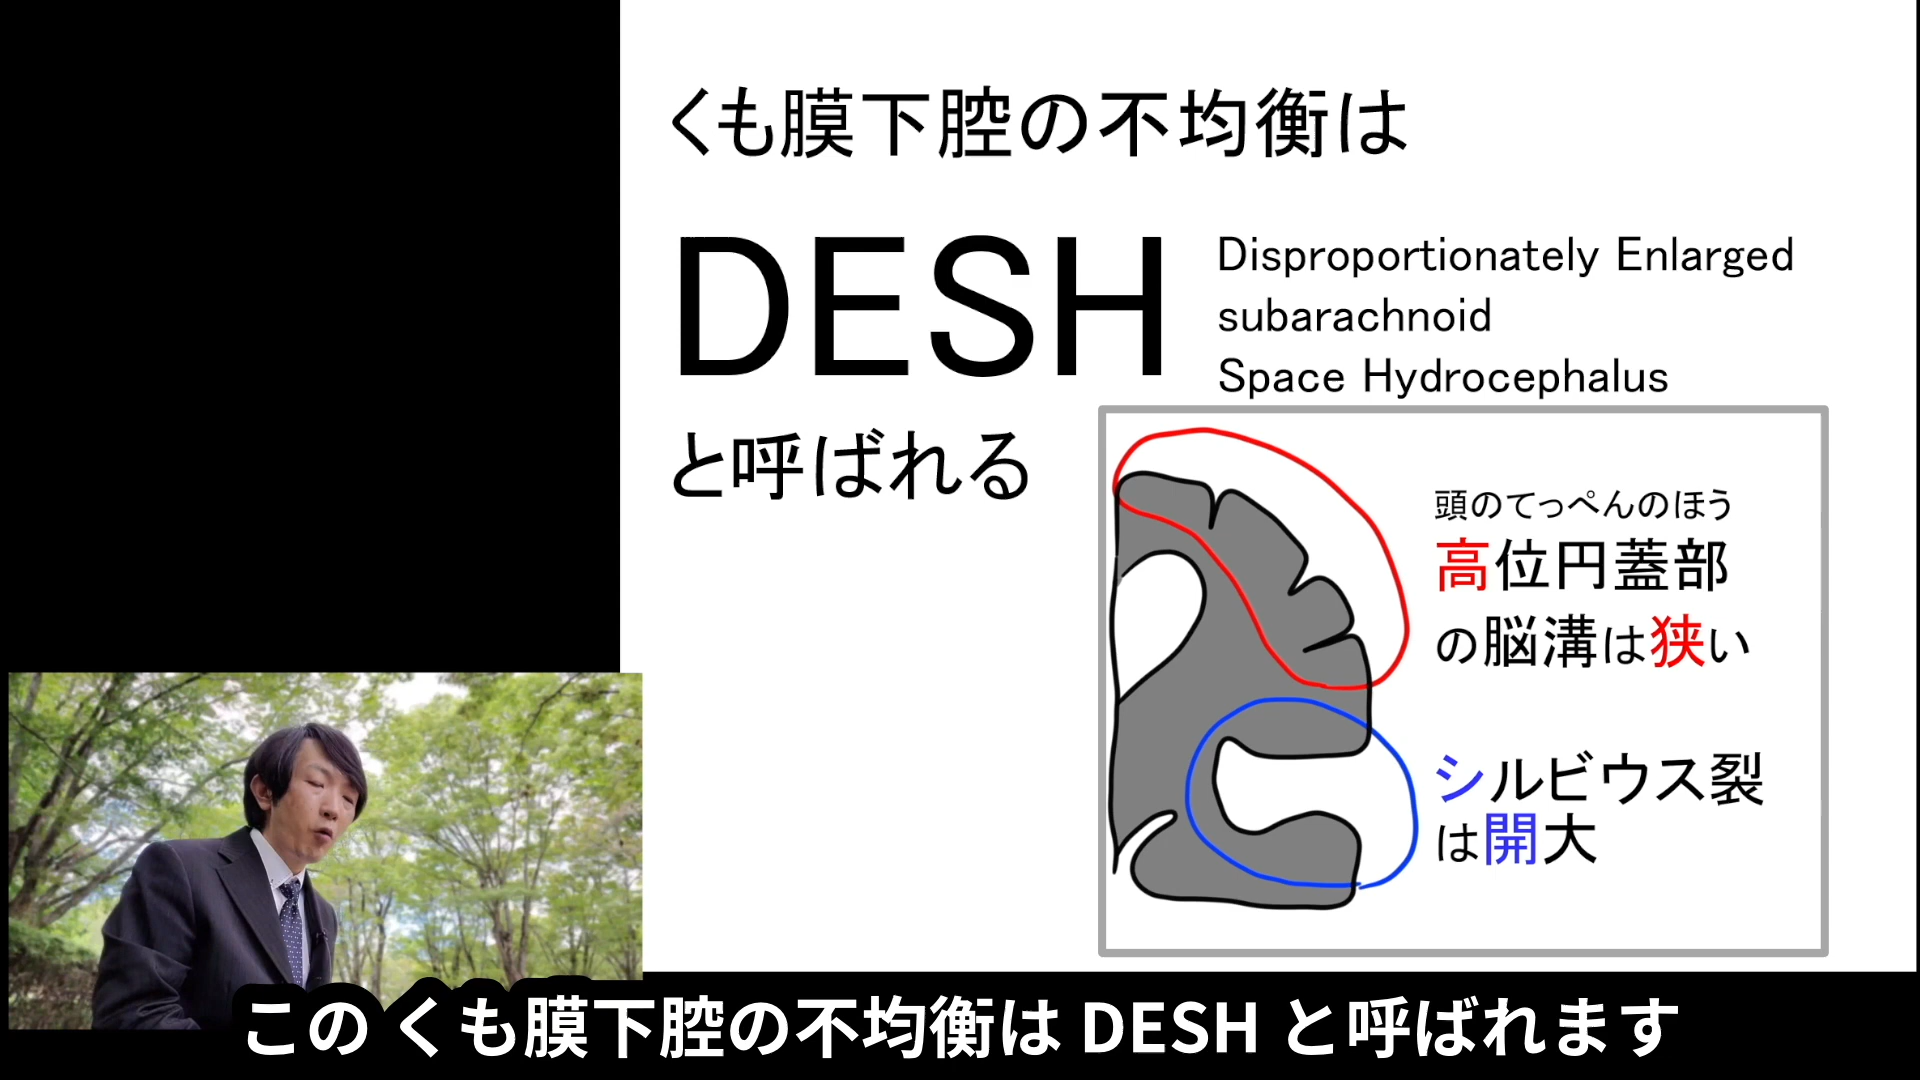 くも膜下腔の不均衡は
DESH
Disproportionately Enlarged
subarachnoid
Space Hydrocephalus
と呼ばれる
頭のてっぺんのほう
高位円蓋部
の脳溝は狭い
シルビウス裂
は開大
この くも膜下腔の不均衡は DESH と呼ばれます